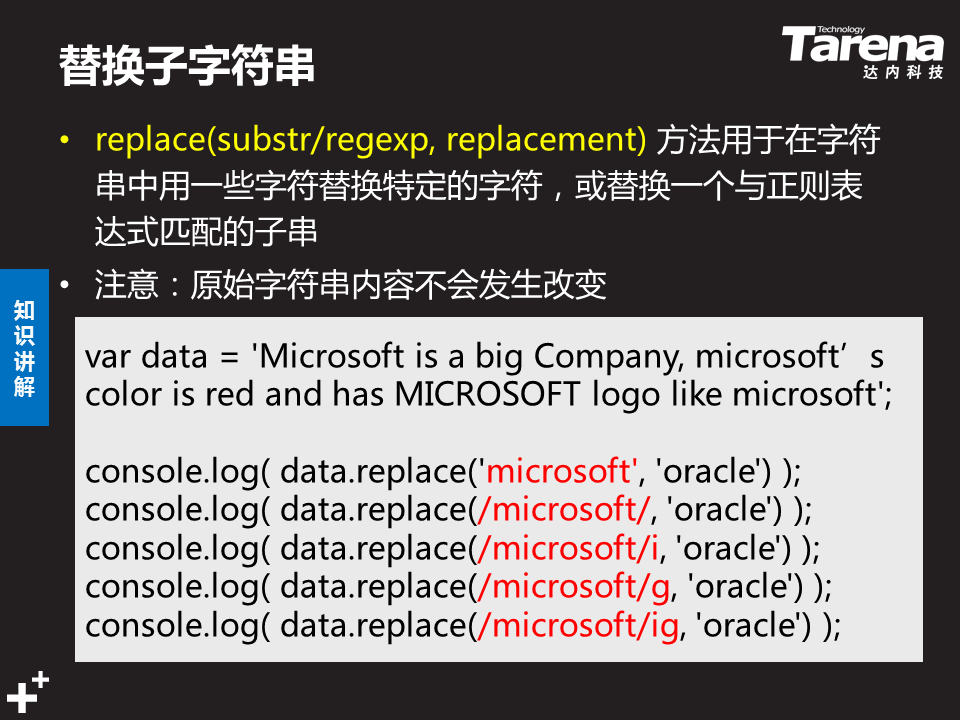 替换子字符串
Technology
Tarena
达内科技
• replace(substr/regexp, replacement) 方法用于在字符
串中用一些字符替换特定的字符，或替换一个与正则表
达式匹配的子串
• 注意：原始字符串内容不会发生改变
知
识
讲
解
var data = 'Microsoft is a big Company, microsoft’s
color is red and has MICROSOFT logo like microsoft';
console.log( data.replace('microsoft', 'oracle') );
console.log( data.replace(/microsoft/, 'oracle') );
console.log( data.replace(/microsoft/i, 'oracle') );
console.log( data.replace(/microsoft/g, 'oracle') );
console.log( data.replace(/microsoft/ig, 'oracle') );